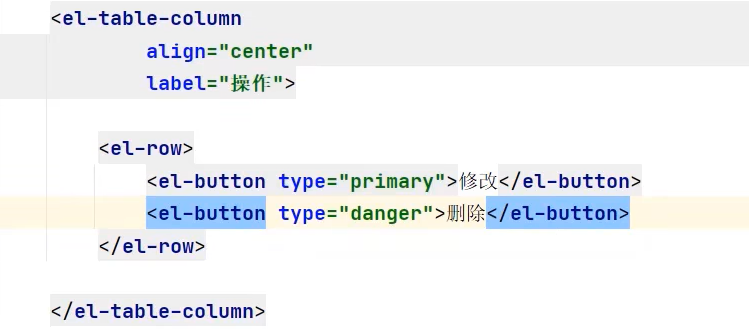 <el-table-column
align="center"
label="操作">
<el-row>
<el-button type="primary">修改</el-button>
<el-button type="danger">删除</el-button>
</el-row>
</el-table-column>